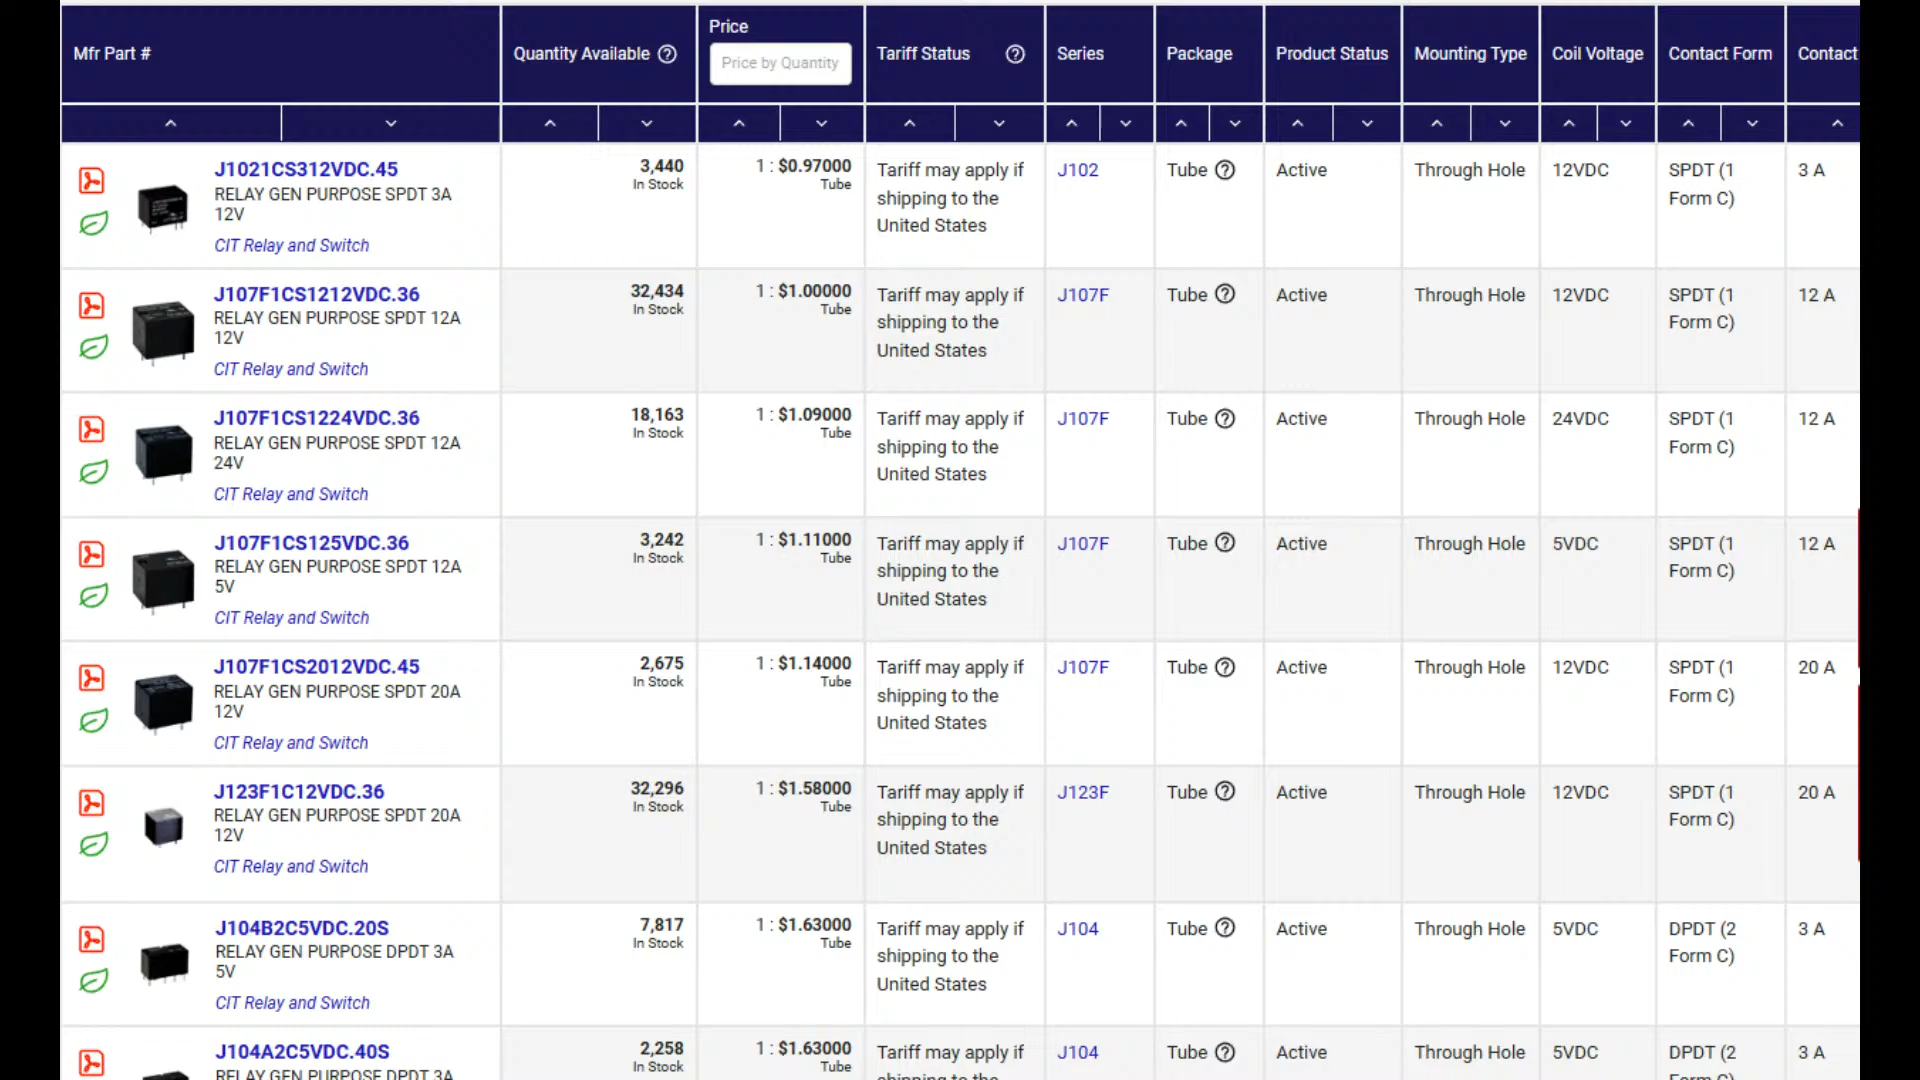 Mfr Part #
Quantity Available ?
Price
Price by Quantity
Tariff Status ?
Series
Package
Product Status
Mounting Type
Coil Voltage
Contact Form
Contact
J1021CS312VDC.45
RELAY GEN PURPOSE SPDT 3A
12V
CIT Relay and Switch
3,440
In Stock
1 : $0.97000
Tube
Tariff may apply if
shipping to the
United States
J102
Tube ?
Active
Through Hole
12VDC
SPDT (1
Form C)
3 A
J107F1CS1212VDC.36
RELAY GEN PURPOSE SPDT 12A
12V
CIT Relay and Switch
32,434
In Stock
1 : $1.00000
Tube
Tariff may apply if
shipping to the
United States
J107F
Tube ?
Active
Through Hole
12VDC
SPDT (1
Form C)
12 A
J107F1CS1224VDC.36
RELAY GEN PURPOSE SPDT 12A
24V
CIT Relay and Switch
18,163
In Stock
1 : $1.09000
Tube
Tariff may apply if
shipping to the
United States
J107F
Tube ?
Active
Through Hole
24VDC
SPDT (1
Form C)
12 A
J107F1CS125VDC.36
RELAY GEN PURPOSE SPDT 12A
5V
CIT Relay and Switch
3,242
In Stock
1 : $1.11000
Tube
Tariff may apply if
shipping to the
United States
J107F
Tube ?
Active
Through Hole
5VDC
SPDT (1
Form C)
12 A
J107F1CS2012VDC.45
RELAY GEN PURPOSE SPDT 20A
12V
CIT Relay and Switch
2,675
In Stock
1 : $1.14000
Tube
Tariff may apply if
shipping to the
United States
J107F
Tube ?
Active
Through Hole
12VDC
SPDT (1
Form C)
20 A
J123F1C12VDC.36
RELAY GEN PURPOSE SPDT 20A
12V
CIT Relay and Switch
32,296
In Stock
1 : $1.58000
Tube
Tariff may apply if
shipping to the
United States
J123F
Tube ?
Active
Through Hole
12VDC
SPDT (1
Form C)
20 A
J104B2C5VDC.20S
RELAY GEN PURPOSE DPDT 3A
5V
CIT Relay and Switch
7,817
In Stock
1 : $1.63000
Tube
Tariff may apply if
shipping to the
United States
J104
Tube ?
Active
Through Hole
5VDC
DPDT (2
Form C)
3 A
J104A2C5VDC.40S
RELAY GEN PURPOSE DPDT 3A
2,258
In Stock
1 : $1.63000
Tube
Tariff may apply if
shipping to the
J104
Tube ?
Active
Through Hole
5VDC
DPDT (2
Form C)
3 A